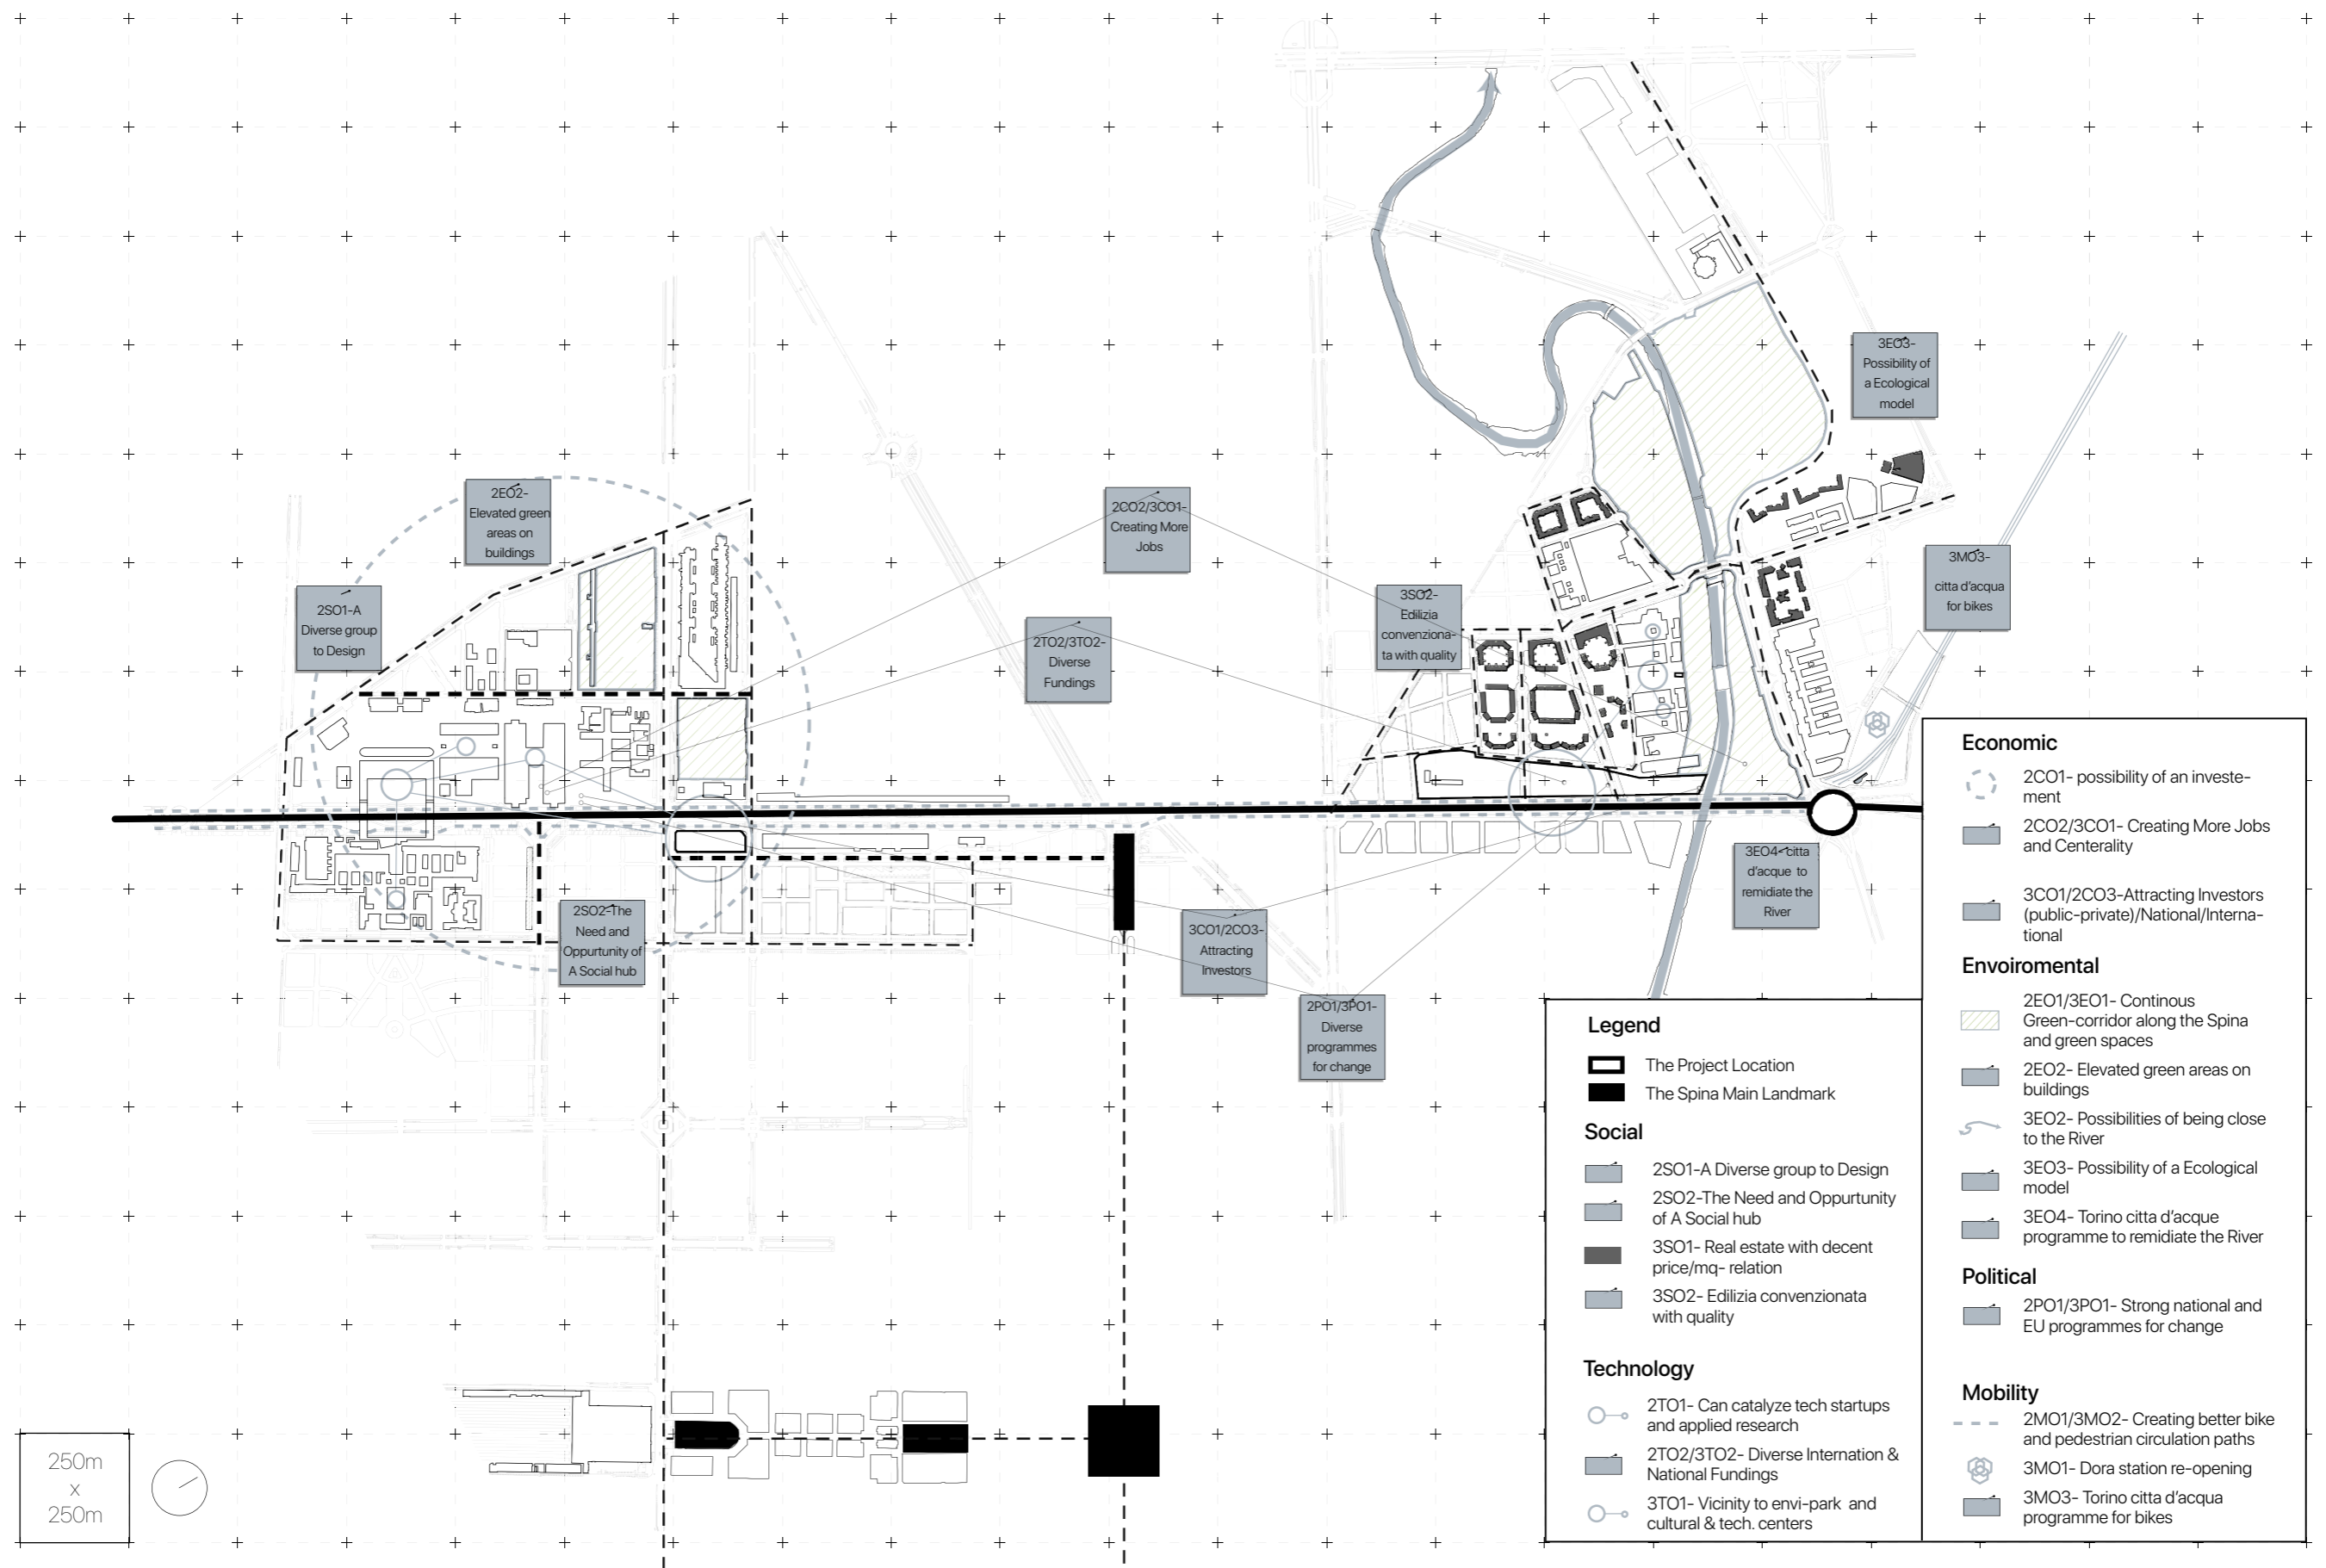 3EO3-
Possibility of
a Ecological
model
2EO2-
Elevated green
areas on
buildings
2CO2/3CO1-
Creating More
Jobs
3MO3-
citta d'acqua
for bikes
2SO1-A
Diverse group
to Design
3SO2-
Edilizia
convenziona-
ta with quality
2TO2/3TO2-
Diverse
Fundings
3EO4- citta
d'acque to
remidiate the
River
2SO2-The
Need and
Oppurtunity of
A Social hub
3CO1/2CO3-
Attracting
Investors
2PO1/3PO1-
Diverse
programmes
for change
250m
x
250m
Legend
The Project Location
The Spina Main Landmark
Social
2SO1-A Diverse group to Design
2SO2-The Need and Oppurtunity
of A Social hub
3SO1- Real estate with decent
price/mq- relation
3SO2- Edilizia convenzionata
with quality
Technology
2TO1- Can catalyze tech startups
and applied research
2TO2/3TO2- Diverse Internation &
National Fundings
3TO1- Vicinity to envi-park and
cultural & tech. centers
Economic
2CO1- possibility of an investe-
ment
2CO2/3CO1- Creating More Jobs
and Centerality
3CO1/2CO3-Attracting Investors
(public-private)/National/Interna-
tional
Envoiromental
2EO1/3EO1- Continous
Green-corridor along the Spina
and green spaces
2EO2- Elevated green areas on
buildings
3EO2- Possibilities of being close
to the River
3EO3- Possibility of a Ecological
model
3EO4- Torino citta d'acque
programme to remidiate the River
Political
2PO1/3PO1- Strong national and
EU programmes for change
Mobility
2MO1/3MO2- Creating better bike
and pedestrian circulation paths
3MO1- Dora station re-opening
3MO3- Torino citta d'acqua
programme for bikes